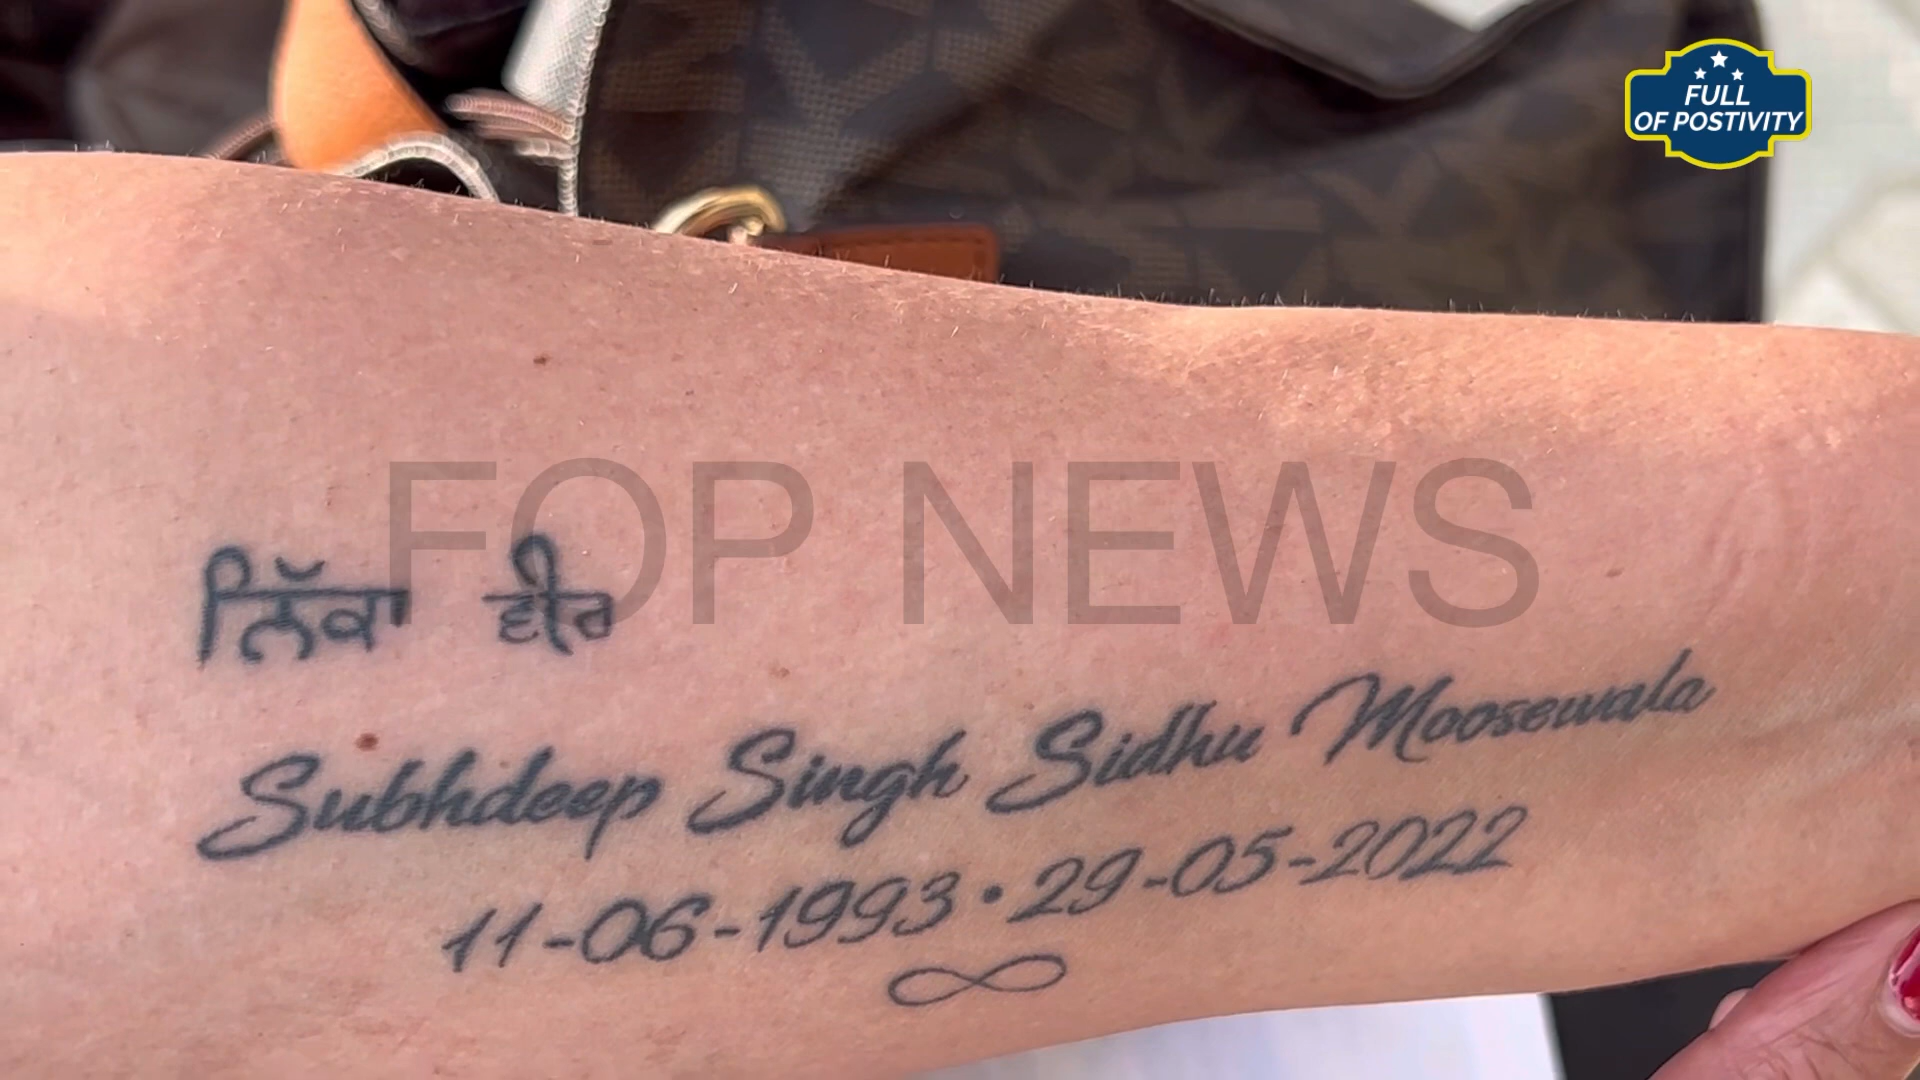 FULL
OF POSTIVITY
FOP NEWS
ਨਿੱਕਾ ਵੀਰ
Subhdeep Singh Sidhu Moosewala
11-06-1993 • 29-05-2022